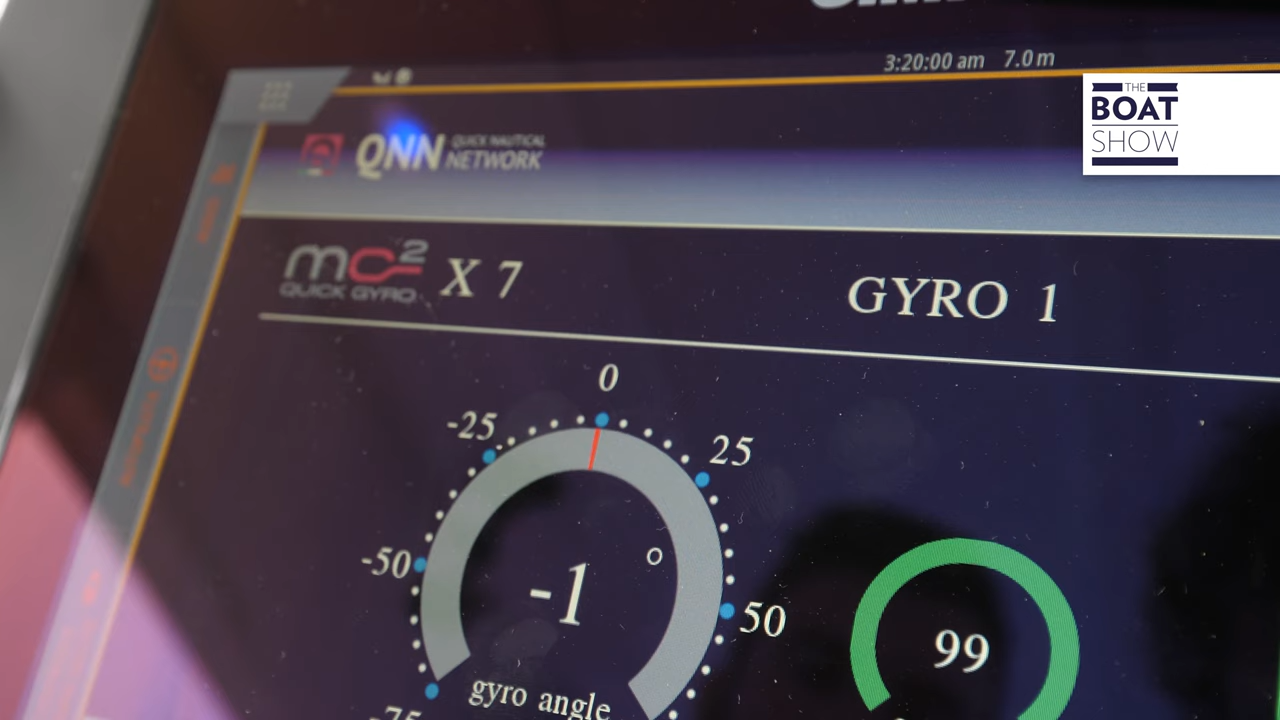 3:20:00 am 7.0 m
THE
BOAT
SHOW
QNN QUICK NAUTICAL
NETWORK
MC2 X 7
QUICK GYRO
GYRO 1
0
-25
25
-50
-1 °
50
99
gyro angle
-75